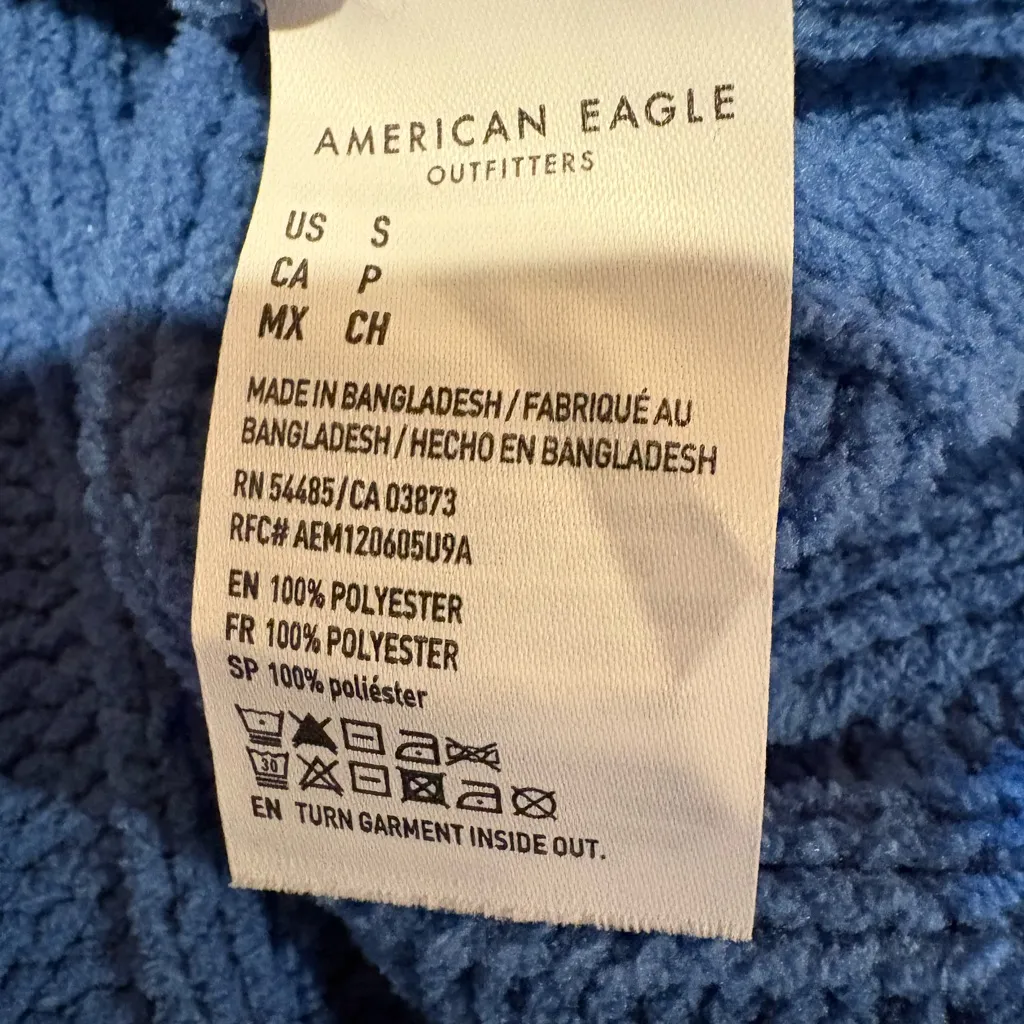 AMERICAN EAGLE
OUTFITTERS
US S
CA P
MX CH
MADE IN BANGLADESH / FABRIQUÉ AU
BANGLADESH / HECHO EN BANGLADESH
RN 54485/CA 03873
RFC# AEM120605U9A
EN 100% POLYESTER
FR 100% POLYESTER
SP 100% poliéster
30
EN TURN GARMENT INSIDE OUT.